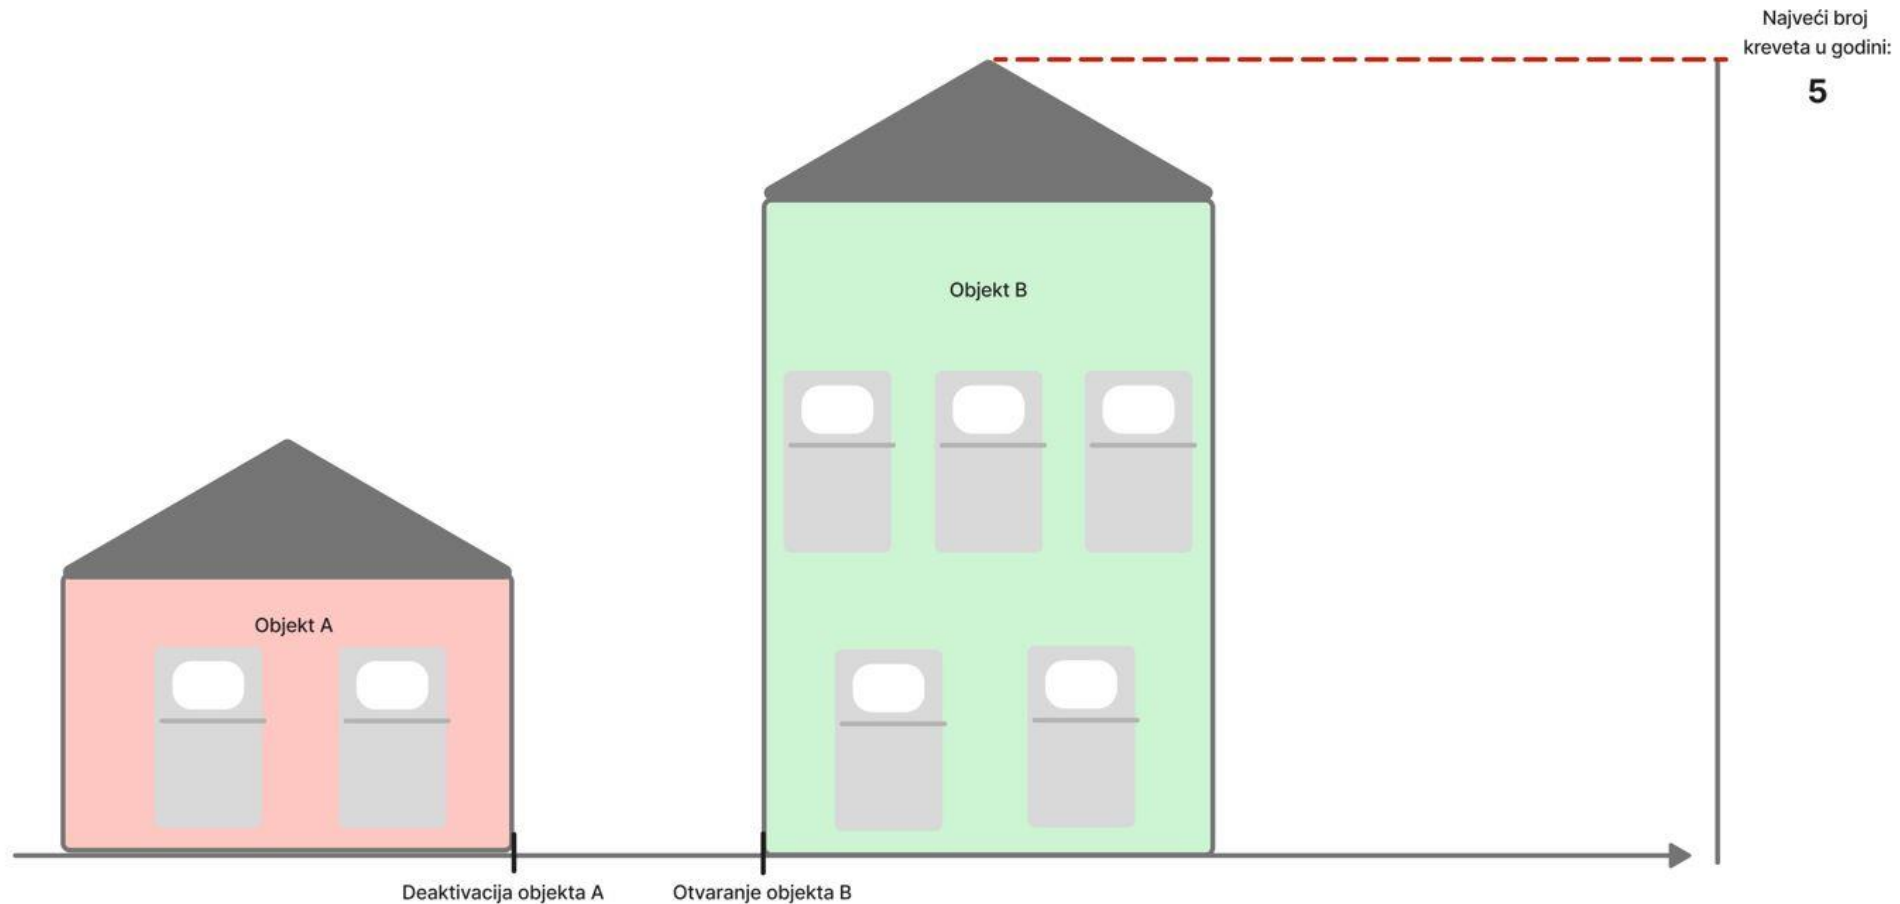 Najveći broj
kreveta u godini:
5
Objekt B
Objekt A
Deaktivacija objekta A
Otvaranje objekta B